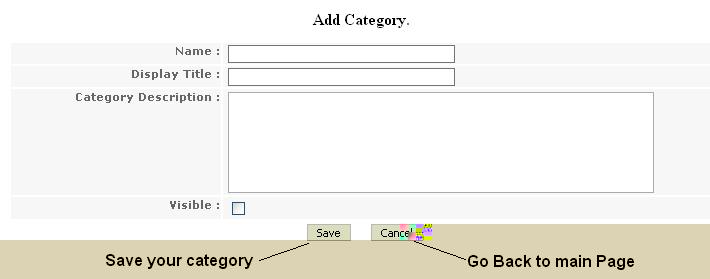 Add Category.
Name :
Display Title :
Category Description :
Visible :
Save Cancel
Save your category Go Back to main Page